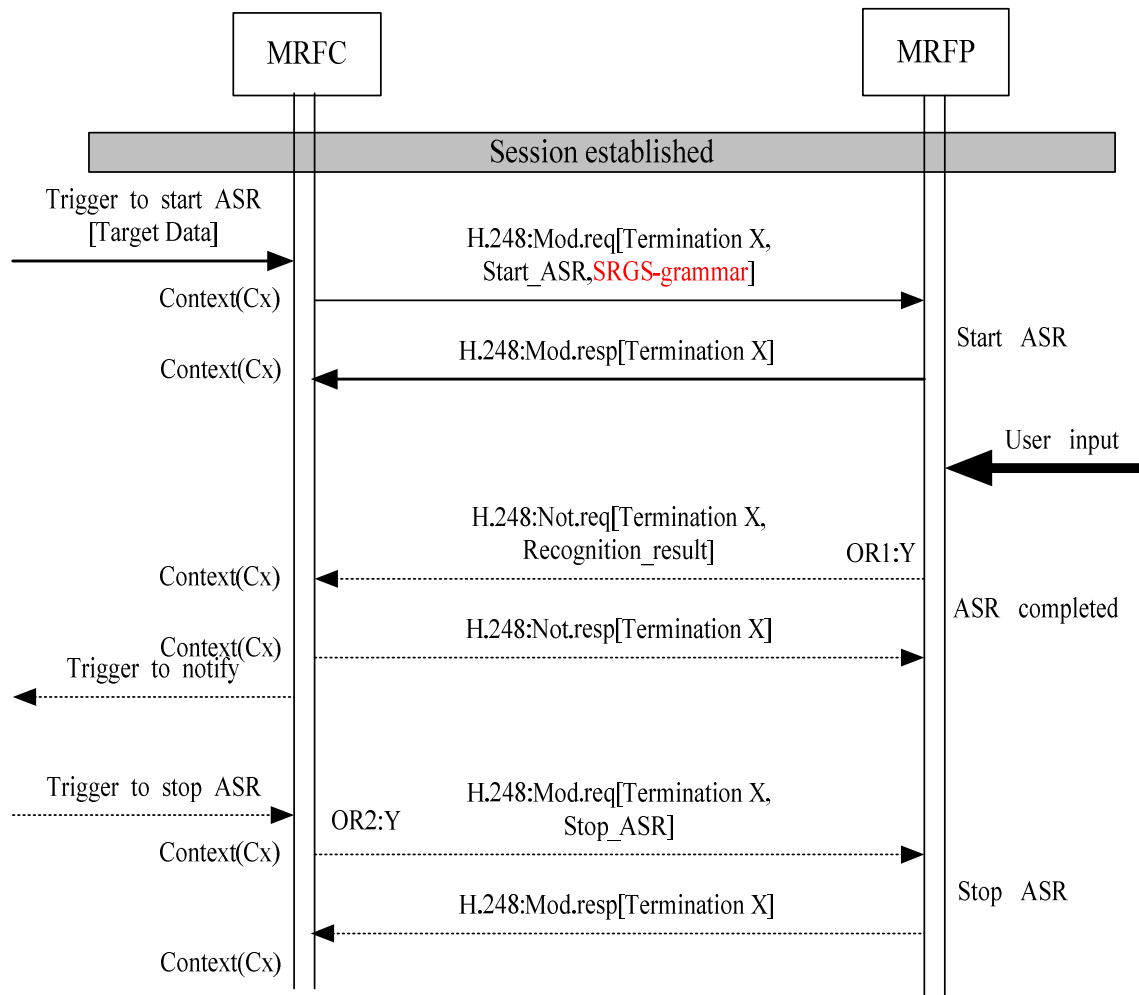 MRFC
MRFP
Session established
Trigger to start ASR
[Target Data]
H.248:Mod.req[Termination X,
Start_ASR,SRGS-grammar]
Context(Cx)
Start ASR
H.248:Mod.resp[Termination X]
Context(Cx)
User input
H.248:Not.req[Termination X,
Recognition_result]
OR1:Y
Context(Cx)
ASR completed
H.248:Not.resp[Termination X]
Context(Cx)
Trigger to notify
Trigger to stop ASR
H.248:Mod.req[Termination X,
Stop_ASR]
OR2:Y
Context(Cx)
Stop ASR
H.248:Mod.resp[Termination X]
Context(Cx)